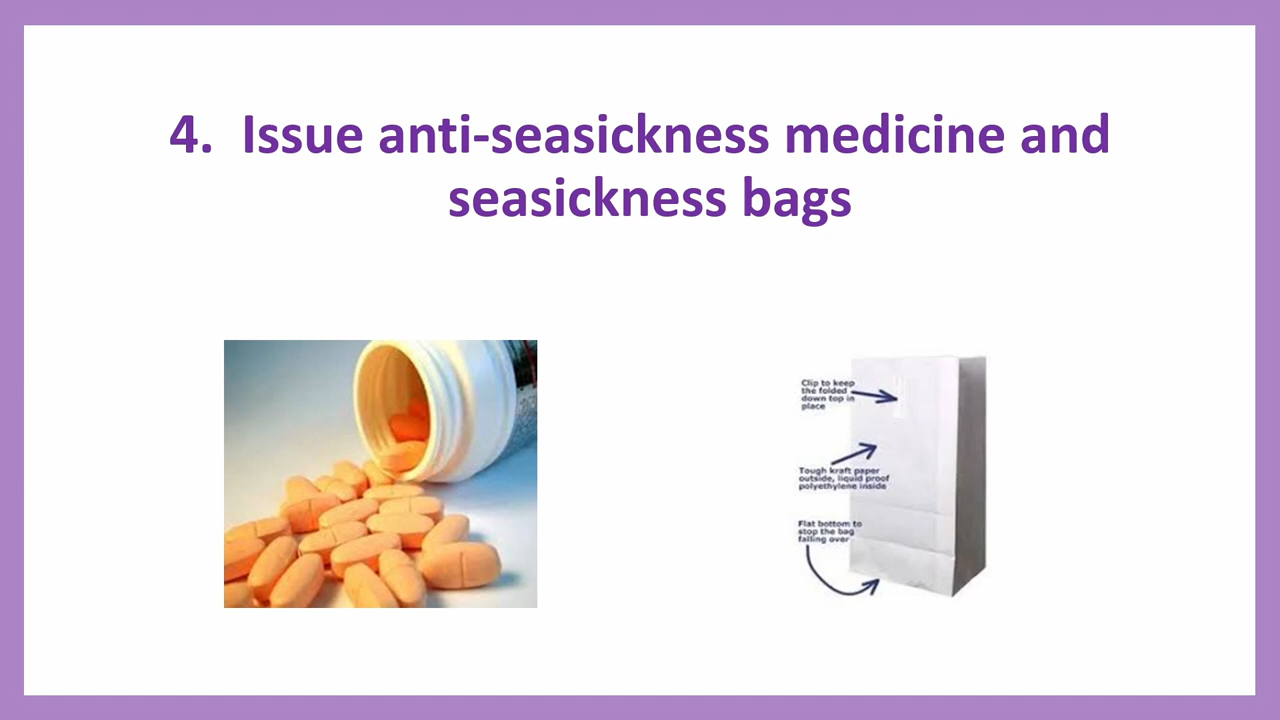 4.  Issue anti-seasickness medicine and
seasickness bags
Clip to keep
the folded
down top in
place
Tough kraft paper
outside, liquid proof
polyethylene inside
Flat bottom to
stop the bag
falling over